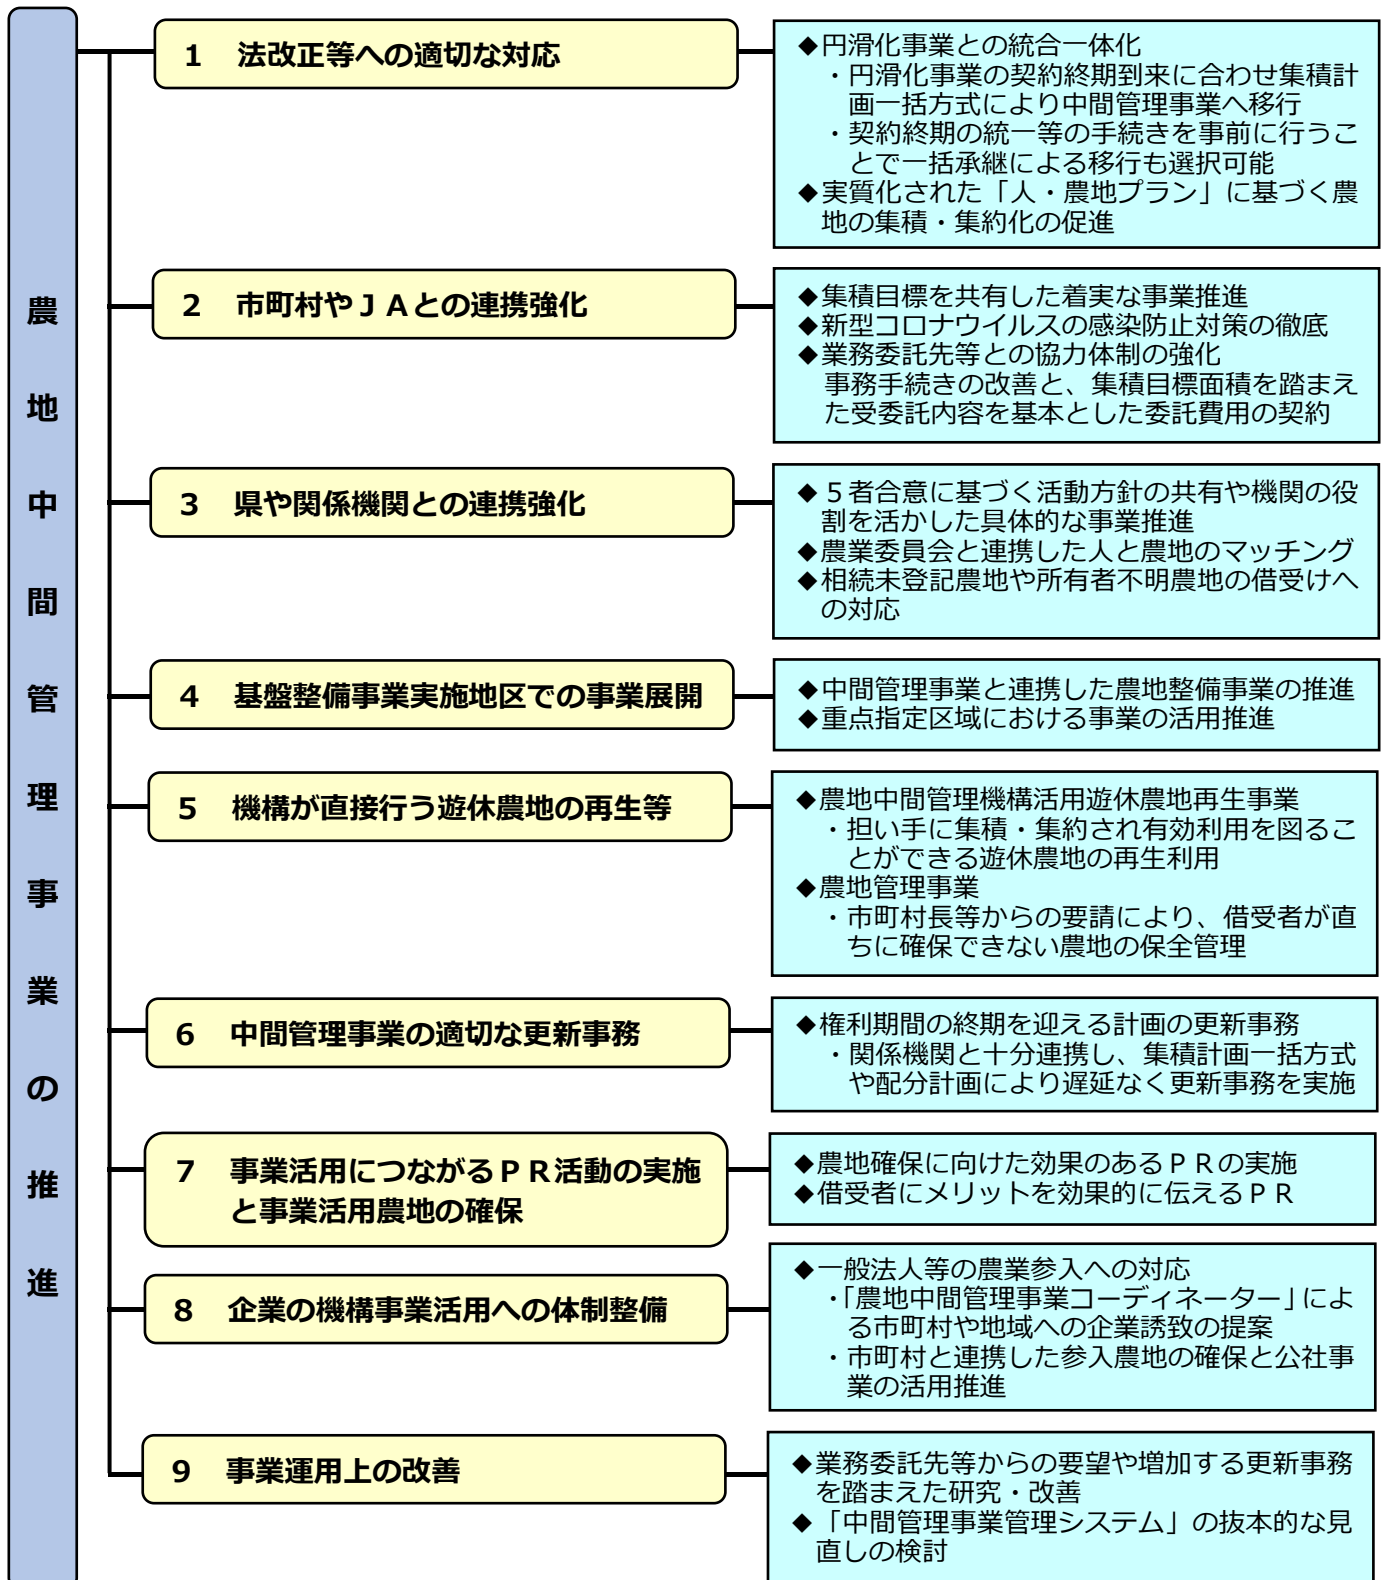 農地中間管理事業の推進
1 法改正等への適切な対応
◆円滑化事業との統合一体化
・円滑化事業の契約終期到来に合わせ集積計
画一括方式により中間管理事業へ移行
・契約終期の統一等の手続きを事前に行うこ
とで一括承継による移行も選択可能
◆実質化された「人・農地プラン」に基づく農
地の集積・集約化の促進
2 市町村やＪＡとの連携強化
◆集積目標を共有した着実な事業推進
◆新型コロナウイルスの感染防止対策の徹底
◆業務委託先等との協力体制の強化
事務手続きの改善と、集積目標面積を踏まえ
た受委託内容を基本とした委託費用の契約
3 県や関係機関との連携強化
◆５者合意に基づく活動方針の共有や機関の役
割を活かした具体的な事業推進
◆農業委員会と連携した人と農地のマッチング
◆相続未登記農地や所有者不明農地の借受けへ
の対応
4 基盤整備事業実施地区での事業展開
◆中間管理事業と連携した農地整備事業の推進
◆重点指定区域における事業の活用推進
5 機構が直接行う遊休農地の再生等
◆農地中間管理機構活用遊休農地再生事業
・担い手に集積・集約され有効利用を図るこ
とができる遊休農地の再生利用
◆農地管理事業
・市町村長等からの要請により、借受者が直
ちに確保できない農地の保全管理
6 中間管理事業の適切な更新事務
◆権利期間の終期を迎える計画の更新事務
・関係機関と十分連携し、集積計画一括方式
や配分計画により遅延なく更新事務を実施
7 事業活用につながるＰＲ活動の実施
と事業活用農地の確保
◆農地確保に向けた効果のあるＰＲの実施
◆借受者にメリットを効果的に伝えるＰＲ
8 企業の機構事業活用への体制整備
◆一般法人等の農業参入への対応
・「農地中間管理事業コーディネーター」によ
る市町村や地域への企業誘致の提案
・市町村と連携した参入農地の確保と公社事
業の活用推進
9 事業運用上の改善
◆業務委託先等からの要望や増加する更新事務
を踏まえた研究・改善
◆「中間管理事業管理システム」の抜本的な見
直しの検討